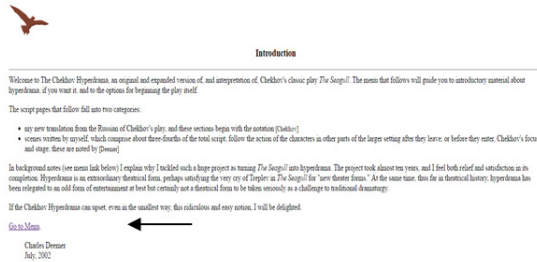 Introduction
Welcome to The Chekhov Hyperdrama, an original and expanded version of, and interpretation of, Chekhov's classic play The Seagull. The menu that follows will guide you to introductory material about
hyperdrama, if you want it, and to the options for beginning the play itself.
The script pages that follow fall into two categories:
my new translation from the Russian of Chekhov's play, and these sections begin with the notation [Chekhov]
scenes written by myself, which comprise about three-fourths of the total script, follow the action of the characters in other parts of the larger setting after they leave, or before they enter, Chekhov's focus
and stage; these are noted by [Deemer]
In background notes (see menu link below) I explain why I tackled such a huge project as turning The Seagull into hyperdrama. The project took almost ten years, and I feel both relief and satisfaction in its
completion. Hyperdrama is an extraordinary theatrical form, perhaps satisfying the very cry of Treplev in The Seagull for "new theater forms." At the same time, thus far in theatrical history, hyperdrama has
been relegated to an odd form of entertainment at best but certainly not a theatrical form to be taken seriously as a challenge to traditional dramaturgy.
If the Chekhov Hyperdrama can upset, even in the smallest way, this ridiculous and easy notion, I will be delighted.
Go to Menu.
Charles Deemer
July, 2002